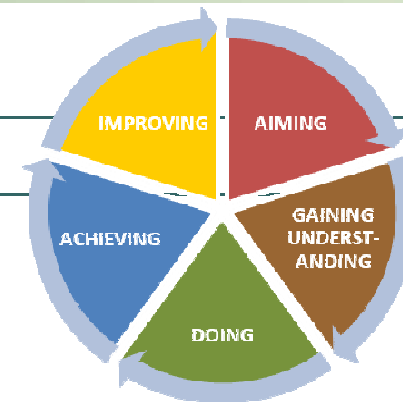 IMPROVING
AIMING
GAINING
UNDERST-
ANDING
ACHIEVING
DOING